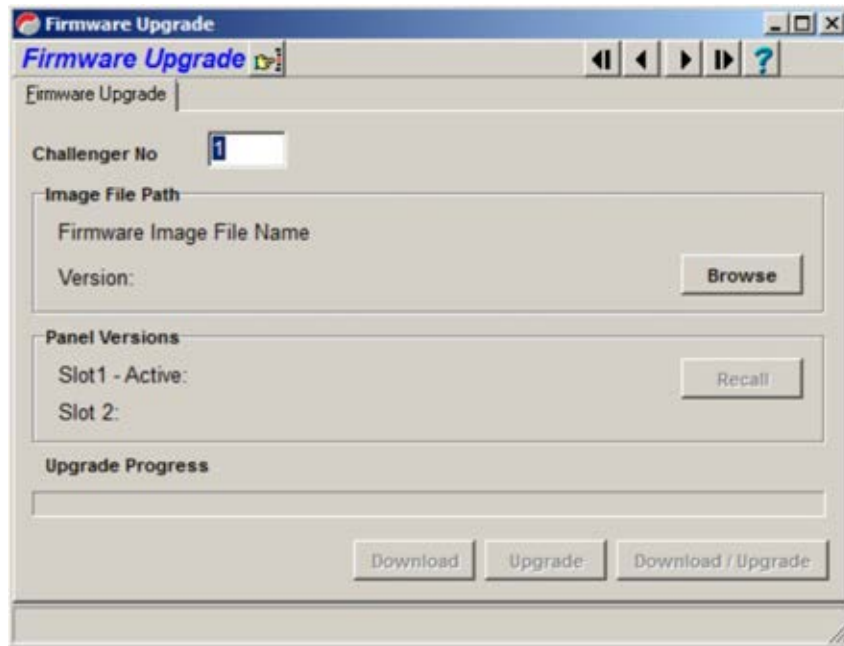 Firmware Upgrade
Firmware Upgrade
?
Firmware Upgrade
Challenger No 1
Image File Path
Firmware Image File Name
Version:
Browse
Panel Versions
Slot1 - Active:
Recall
Slot 2:
Upgrade Progress
Download Upgrade Download / Upgrade